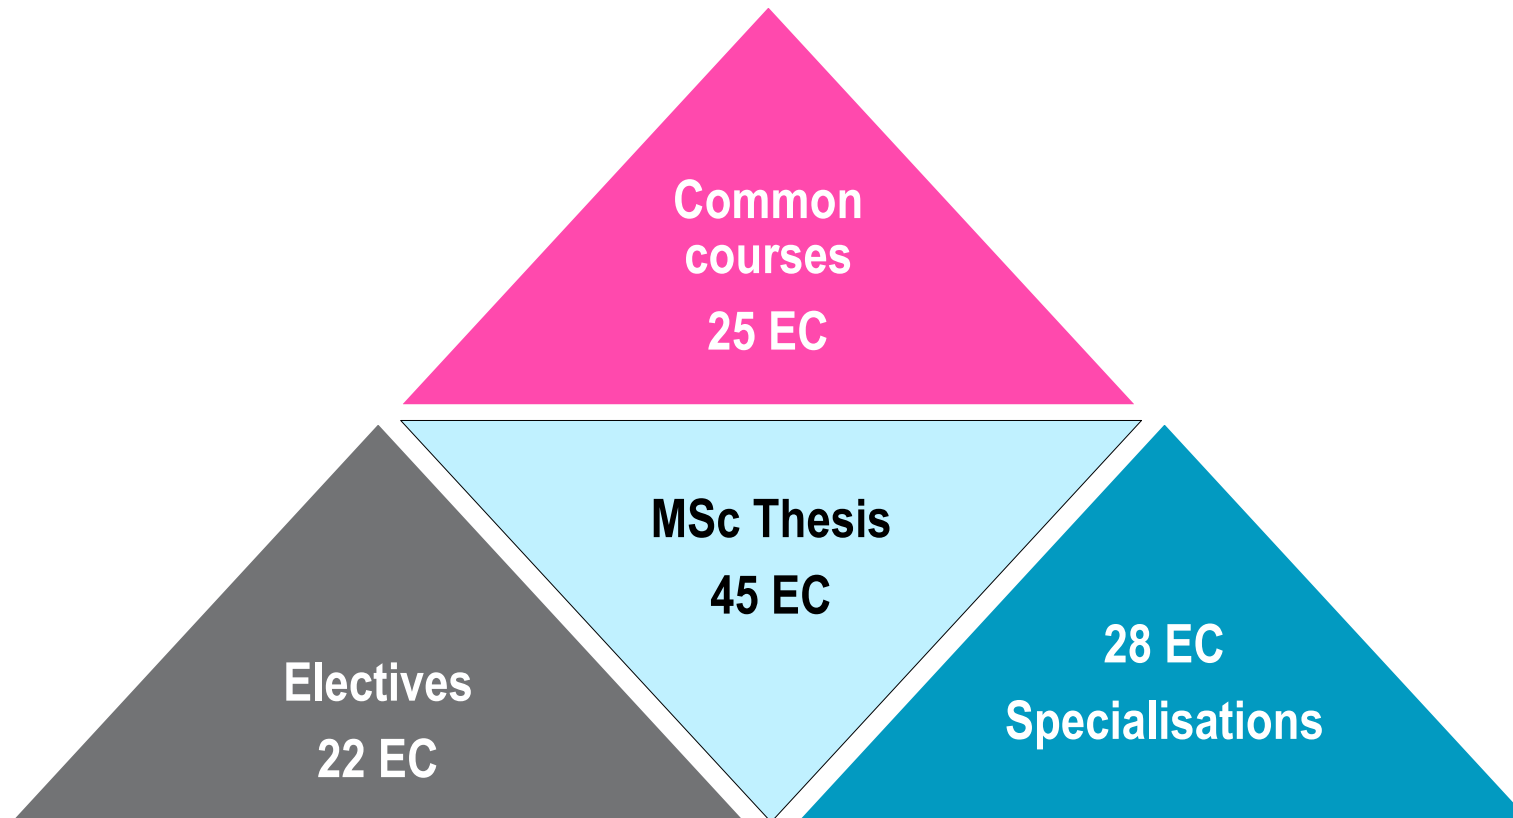 Common
courses
25 EC
MSc Thesis
45 EC
Electives
22 EC
28 EC
Specialisations